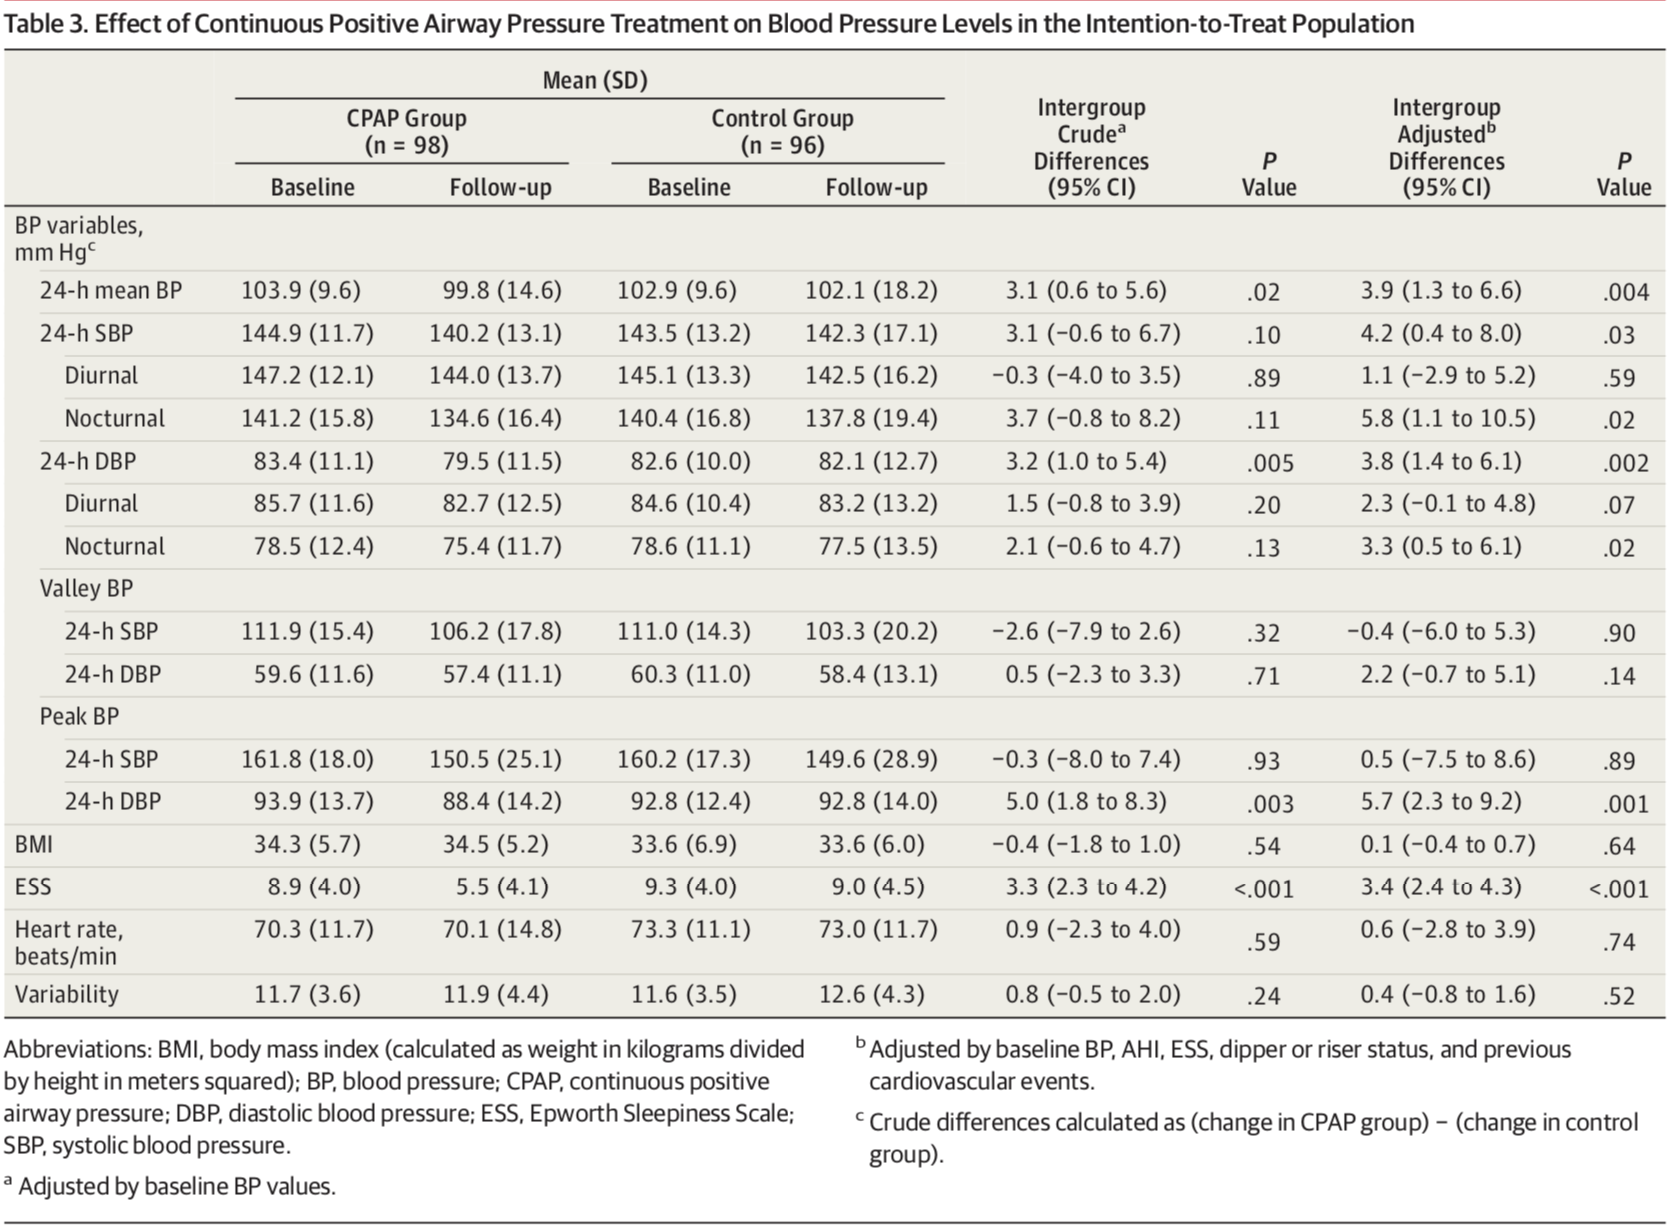 Table 3. Effect of Continuous Positive Airway Pressure Treatment on Blood Pressure Levels in the Intention-to-Treat Population
Mean (SD)
CPAP Group
(n = 98)
Control Group
(n = 96)
Intergroup
Crudeᵃ
Differences
(95% CI)
P
Value
Intergroup
Adjustedᵇ
Differences
(95% CI)
P
Value
Baseline Follow-up Baseline Follow-up
BP variables,
mm Hgᶜ
24-h mean BP 103.9 (9.6) 99.8 (14.6) 102.9 (9.6) 102.1 (18.2) 3.1 (0.6 to 5.6) .02 3.9 (1.3 to 6.6) .004
24-h SBP 144.9 (11.7) 140.2 (13.1) 143.5 (13.2) 142.3 (17.1) 3.1 (−0.6 to 6.7) .10 4.2 (0.4 to 8.0) .03
Diurnal 147.2 (12.1) 144.0 (13.7) 145.1 (13.3) 142.5 (16.2) −0.3 (−4.0 to 3.5) .89 1.1 (−2.9 to 5.2) .59
Nocturnal 141.2 (15.8) 134.6 (16.4) 140.4 (16.8) 137.8 (19.4) 3.7 (−0.8 to 8.2) .11 5.8 (1.1 to 10.5) .02
24-h DBP 83.4 (11.1) 79.5 (11.5) 82.6 (10.0) 82.1 (12.7) 3.2 (1.0 to 5.4) .005 3.8 (1.4 to 6.1) .002
Diurnal 85.7 (11.6) 82.7 (12.5) 84.6 (10.4) 83.2 (13.2) 1.5 (−0.8 to 3.9) .20 2.3 (−0.1 to 4.8) .07
Nocturnal 78.5 (12.4) 75.4 (11.7) 78.6 (11.1) 77.5 (13.5) 2.1 (−0.6 to 4.7) .13 3.3 (0.5 to 6.1) .02
Valley BP
24-h SBP 111.9 (15.4) 106.2 (17.8) 111.0 (14.3) 103.3 (20.2) −2.6 (−7.9 to 2.6) .32 −0.4 (−6.0 to 5.3) .90
24-h DBP 59.6 (11.6) 57.4 (11.1) 60.3 (11.0) 58.4 (13.1) 0.5 (−2.3 to 3.3) .71 2.2 (−0.7 to 5.1) .14
Peak BP
24-h SBP 161.8 (18.0) 150.5 (25.1) 160.2 (17.3) 149.6 (28.9) −0.3 (−8.0 to 7.4) .93 0.5 (−7.5 to 8.6) .89
24-h DBP 93.9 (13.7) 88.4 (14.2) 92.8 (12.4) 92.8 (14.0) 5.0 (1.8 to 8.3) .003 5.7 (2.3 to 9.2) .001
BMI 34.3 (5.7) 34.5 (5.2) 33.6 (6.9) 33.6 (6.0) −0.4 (−1.8 to 1.0) .54 0.1 (−0.4 to 0.7) .64
ESS 8.9 (4.0) 5.5 (4.1) 9.3 (4.0) 9.0 (4.5) 3.3 (2.3 to 4.2) <.001 3.4 (2.4 to 4.3) <.001
Heart rate,
beats/min 70.3 (11.7) 70.1 (14.8) 73.3 (11.1) 73.0 (11.7) 0.9 (−2.3 to 4.0) .59 0.6 (−2.8 to 3.9) .74
Variability 11.7 (3.6) 11.9 (4.4) 11.6 (3.5) 12.6 (4.3) 0.8 (−0.5 to 2.0) .24 0.4 (−0.8 to 1.6) .52
Abbreviations: BMI, body mass index (calculated as weight in kilograms divided
by height in meters squared); BP, blood pressure; CPAP, continuous positive
airway pressure; DBP, diastolic blood pressure; ESS, Epworth Sleepiness Scale;
SBP, systolic blood pressure.
ᵃ Adjusted by baseline BP values.
ᵇ Adjusted by baseline BP, AHI, ESS, dipper or riser status, and previous
cardiovascular events.
ᶜ Crude differences calculated as (change in CPAP group) − (change in control
group).